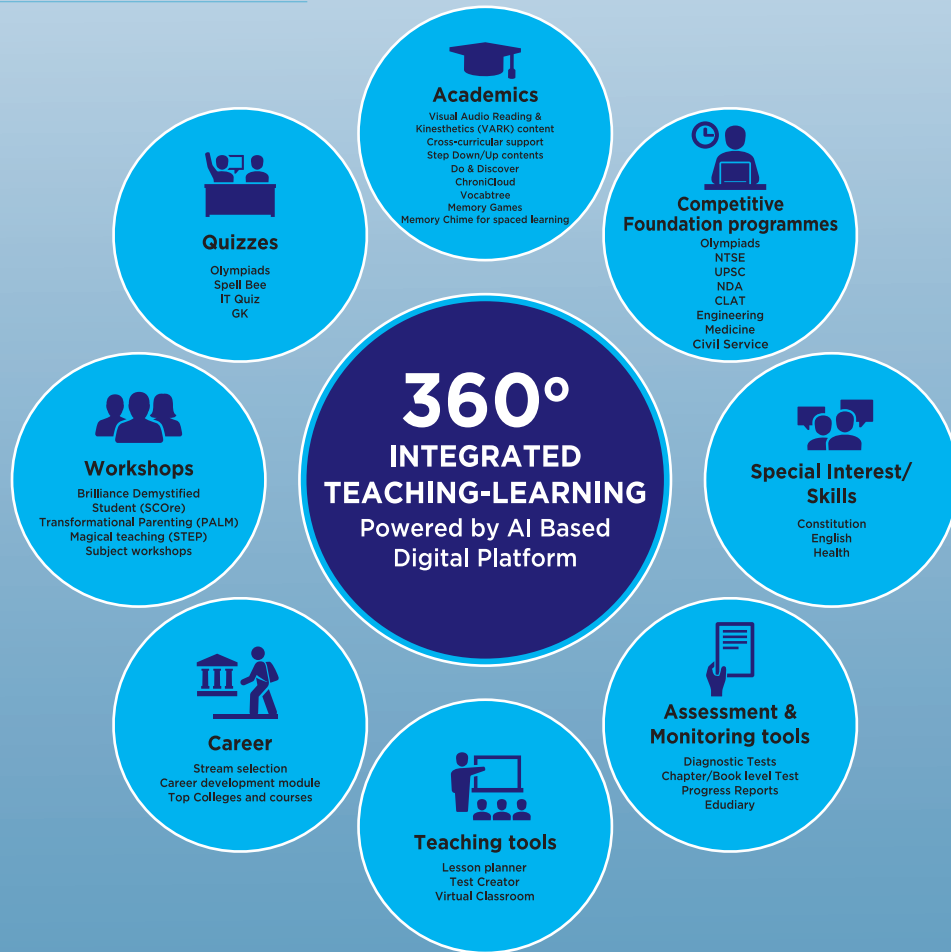 Academics
Visual Audio Reading &
Kinesthetics (VARK) content
Cross-curricular support
Step Down/Up contents
Do & Discover
ChroniCloud
Vocabtree
Memory Games
Memory Chime for spaced learning
Competitive
Foundation programmes
Olympiads
NTSE
UPSC
NDA
CLAT
Engineering
Medicine
Civil Service
Quizzes
Olympiads
Spell Bee
IT Quiz
GK
360°
INTEGRATED
TEACHING-LEARNING
Powered by AI Based
Digital Platform
Workshops
Brilliance Demystified
Student (SCOre)
Transformational Parenting (PALM)
Magical teaching (STEP)
Subject workshops
Special Interest/
Skills
Constitution
English
Health
Career
Stream selection
Career development module
Top Colleges and courses
Assessment &
Monitoring tools
Diagnostic Tests
Chapter/Book level Test
Progress Reports
Edudiary
Teaching tools
Lesson planner
Test Creator
Virtual Classroom